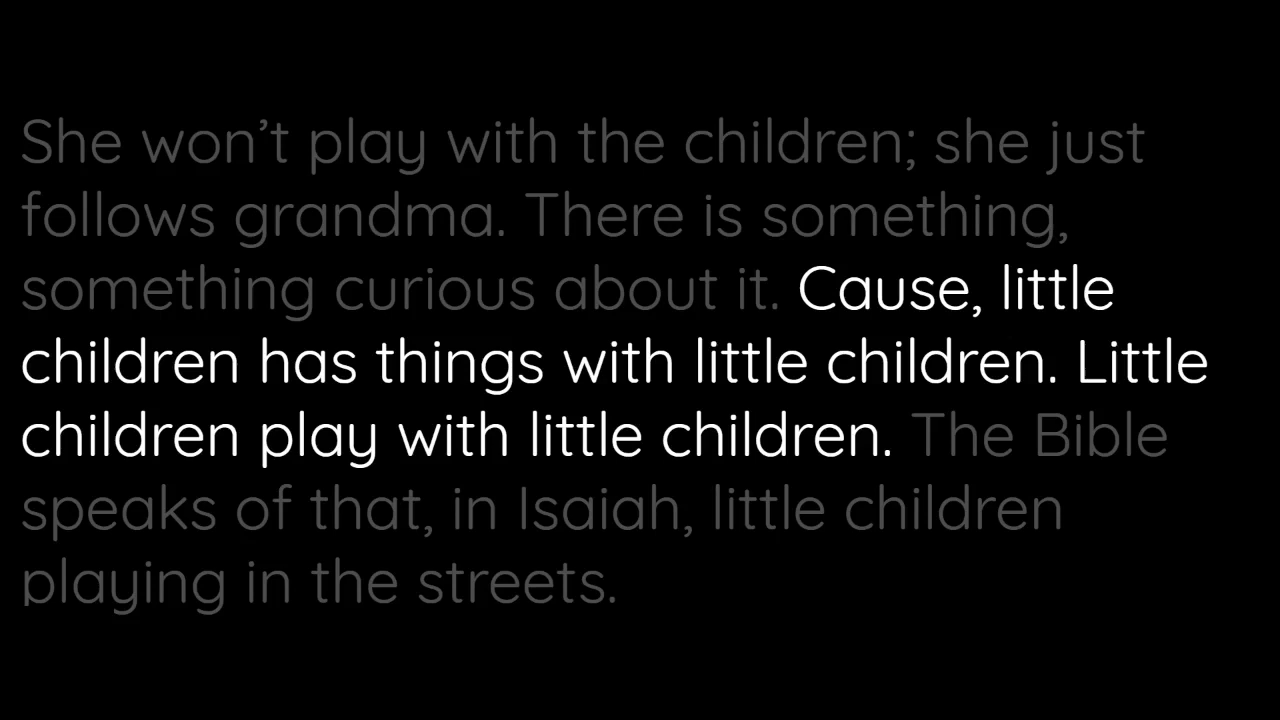 She won’t play with the children; she just
follows grandma. There is something,
something curious about it. Cause, little
children has things with little children. Little
children play with little children. The Bible
speaks of that, in Isaiah, little children
playing in the streets.